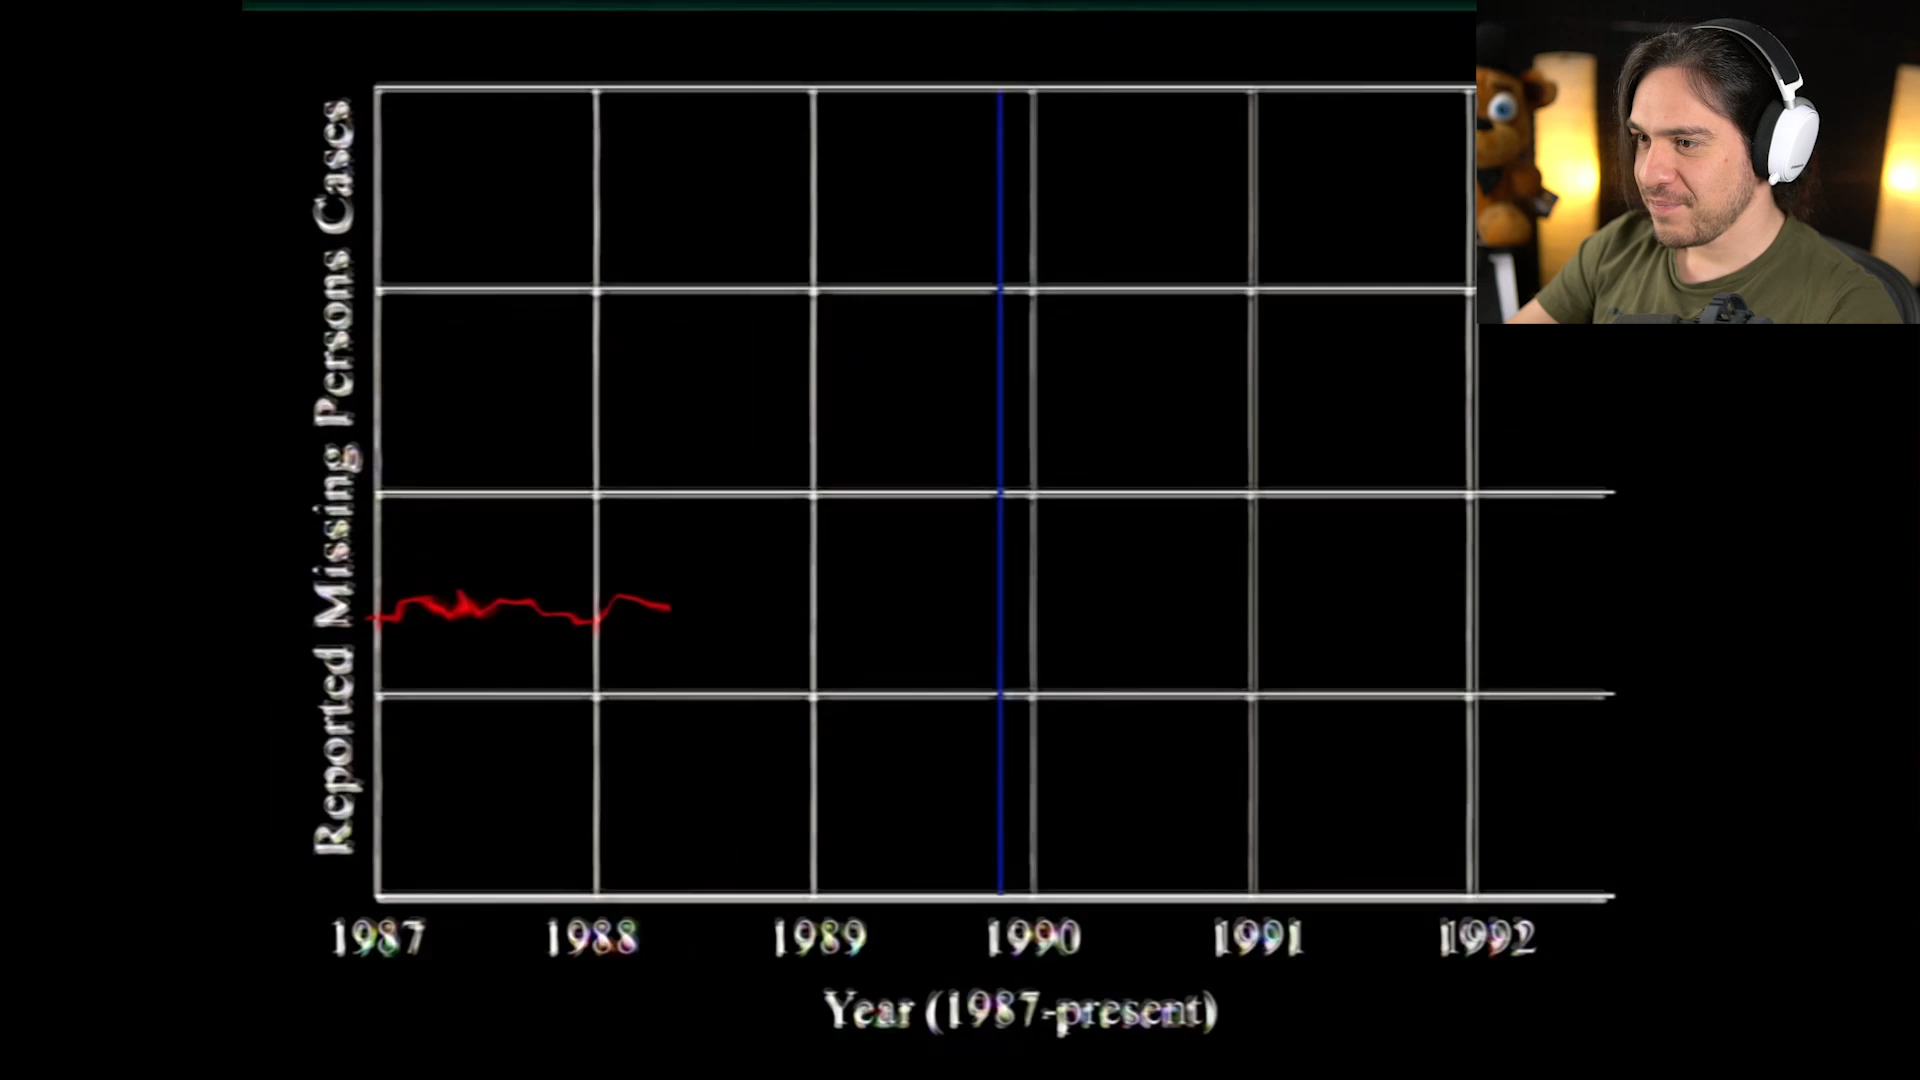 Reported Missing Persons Cases
1987 1988 1989 1990 1991 1992
Year (1987-present)